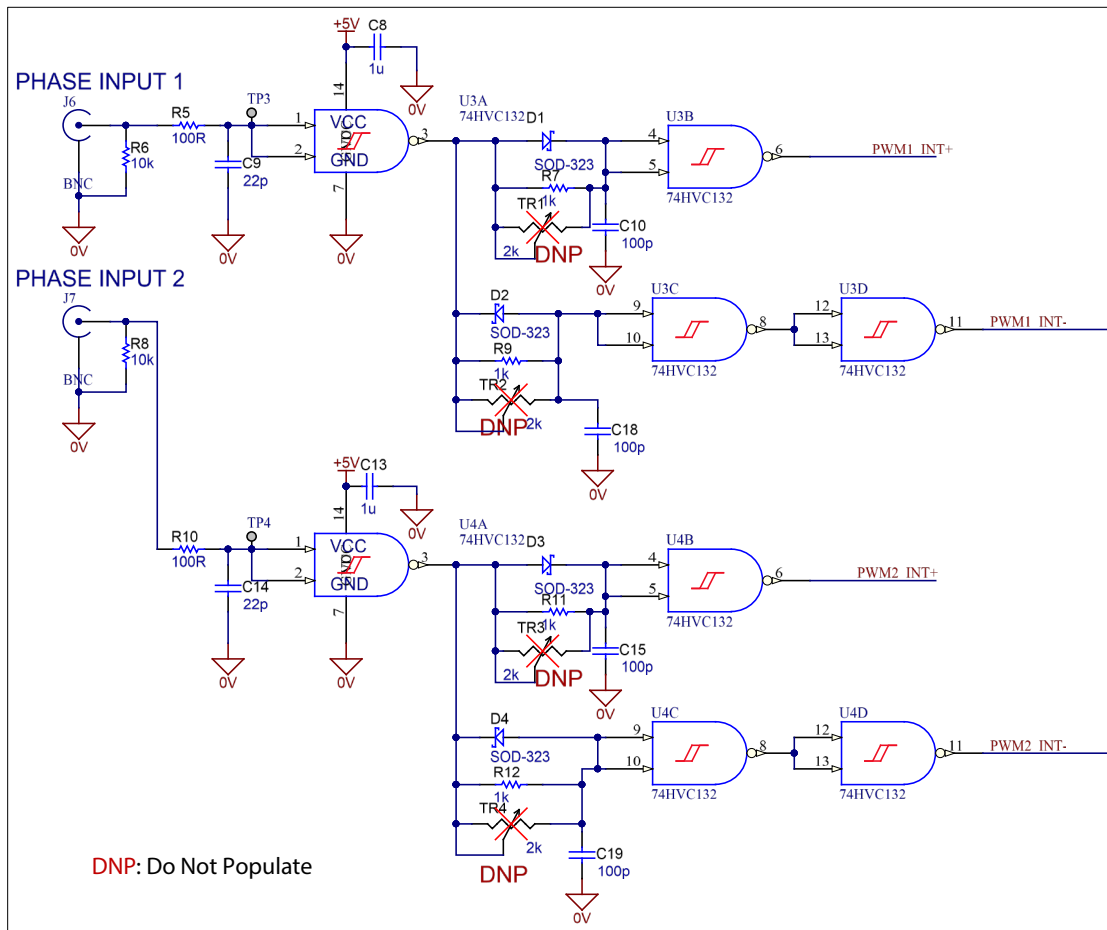 +5V
C8
1u
0V
PHASE INPUT 1
J6
BNC
R6
10k
0V
R5
100R
TP3
C9
22p
0V
14
1
2
VCC
GND
7
0V
3
U3A
74HVC132
D1
SOD-323
R7
1k
TR1
2k
DNP
C10
100p
0V
U3B
4
5
6
74HVC132
PWM1_INT+
D2
SOD-323
R9
1k
TR2
DNP
2k
C18
100p
0V
U3C
9
10
8
74HVC132
U3D
12
13
11
74HVC132
PWM1_INT-
PHASE INPUT 2
J7
BNC
R8
10k
0V
+5V
C13
1u
0V
R10
100R
TP4
C14
22p
0V
14
1
2
VCC
GND
7
0V
3
U4A
74HVC132
D3
SOD-323
R11
1k
TR3
2k
DNP
C15
100p
0V
U4B
4
5
6
74HVC132
PWM2_INT+
D4
SOD-323
R12
1k
TR4
2k
DNP
C19
100p
0V
U4C
9
10
8
74HVC132
U4D
12
13
11
74HVC132
PWM2_INT-
DNP: Do Not Populate